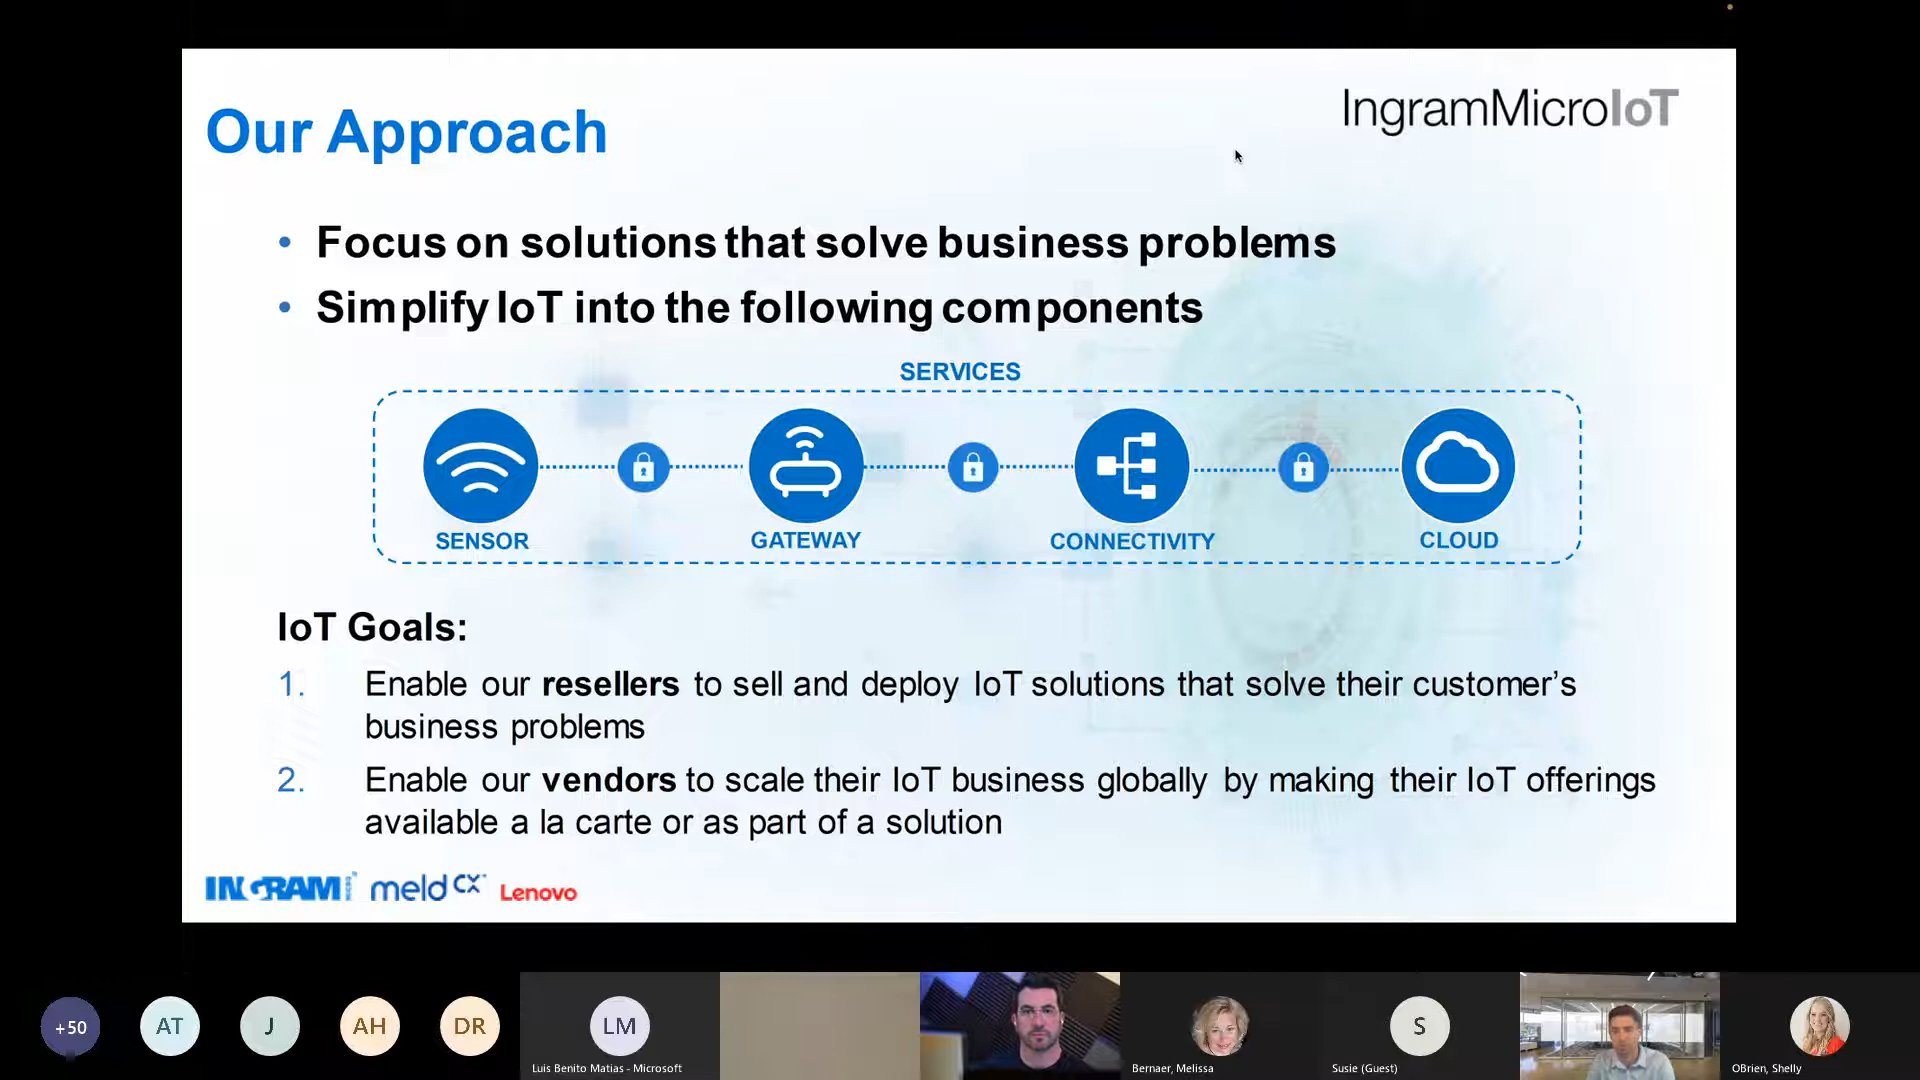 Our Approach
IngramMicroIoT
• Focus on solutions that solve business problems
• Simplify IoT into the following components
SERVICES
SENSOR
GATEWAY
CONNECTIVITY
CLOUD
IoT Goals:
1. Enable our resellers to sell and deploy IoT solutions that solve their customer’s
business problems
2. Enable our vendors to scale their IoT business globally by making their IoT offerings
available a la carte or as part of a solution
INGRAM MICRO
meld CX
Lenovo
+50
AT
J
AH
DR
LM
S
Luis Benito Matias - Microsoft
Bernaer, Melissa
Susie (Guest)
OBrien, Shelly